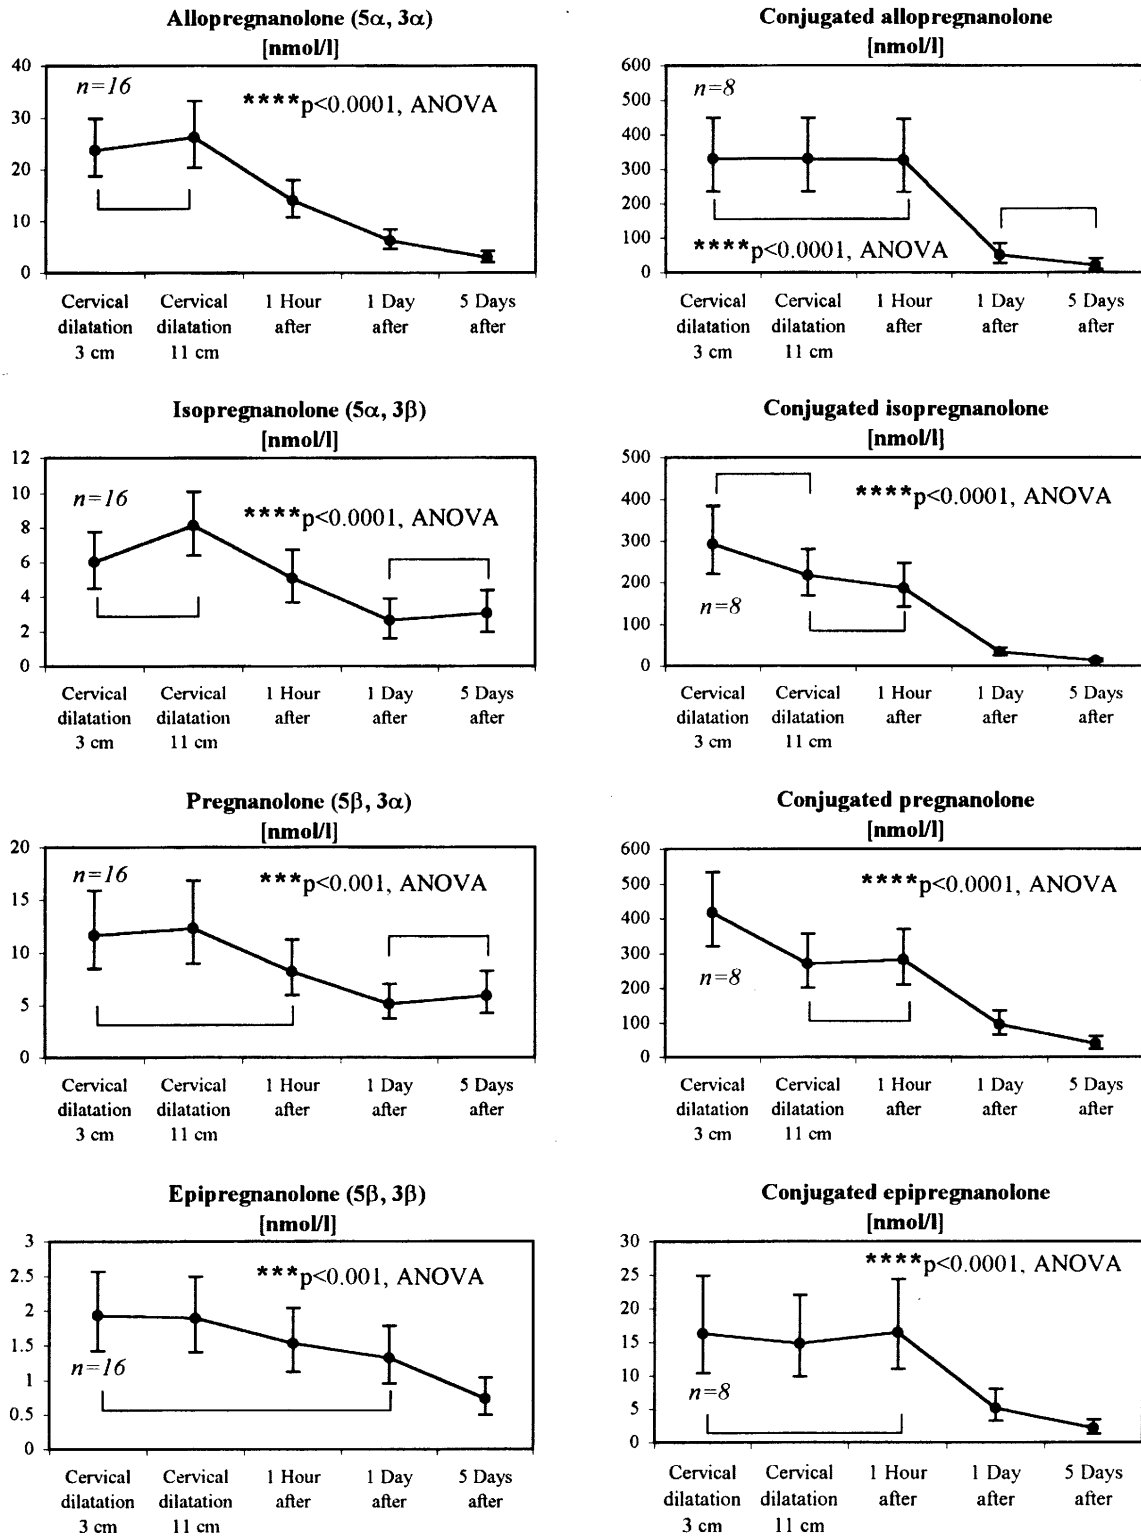 Allopregnanolone (5α, 3α)
[nmol/l]
40
30
20
10
0
n=16
****p<0.0001, ANOVA
Cervical dilatation 3 cm
Cervical dilatation 11 cm
1 Hour after
1 Day after
5 Days after
Conjugated allopregnanolone
[nmol/l]
600
500
400
300
200
100
0
n=8
****p<0.0001, ANOVA
Cervical dilatation 3 cm
Cervical dilatation 11 cm
1 Hour after
1 Day after
5 Days after
Isopregnanolone (5α, 3β)
[nmol/l]
12
10
8
6
4
2
0
n=16
****p<0.0001, ANOVA
Cervical dilatation 3 cm
Cervical dilatation 11 cm
1 Hour after
1 Day after
5 Days after
Conjugated isopregnanolone
[nmol/l]
500
400
300
200
100
0
****p<0.0001, ANOVA
n=8
Cervical dilatation 3 cm
Cervical dilatation 11 cm
1 Hour after
1 Day after
5 Days after
Pregnanolone (5β, 3α)
[nmol/l]
20
15
10
5
0
n=16
***p<0.001, ANOVA
Cervical dilatation 3 cm
Cervical dilatation 11 cm
1 Hour after
1 Day after
5 Days after
Conjugated pregnanolone
[nmol/l]
600
500
400
300
200
100
0
****p<0.0001, ANOVA
n=8
Cervical dilatation 3 cm
Cervical dilatation 11 cm
1 Hour after
1 Day after
5 Days after
Epipregnanolone (5β, 3β)
[nmol/l]
3
2.5
2
1.5
1
0.5
0
***p<0.001, ANOVA
n=16
Cervical dilatation 3 cm
Cervical dilatation 11 cm
1 Hour after
1 Day after
5 Days after
Conjugated epipregnanolone
[nmol/l]
30
25
20
15
10
5
0
****p<0.0001, ANOVA
n=8
Cervical dilatation 3 cm
Cervical dilatation 11 cm
1 Hour after
1 Day after
5 Days after